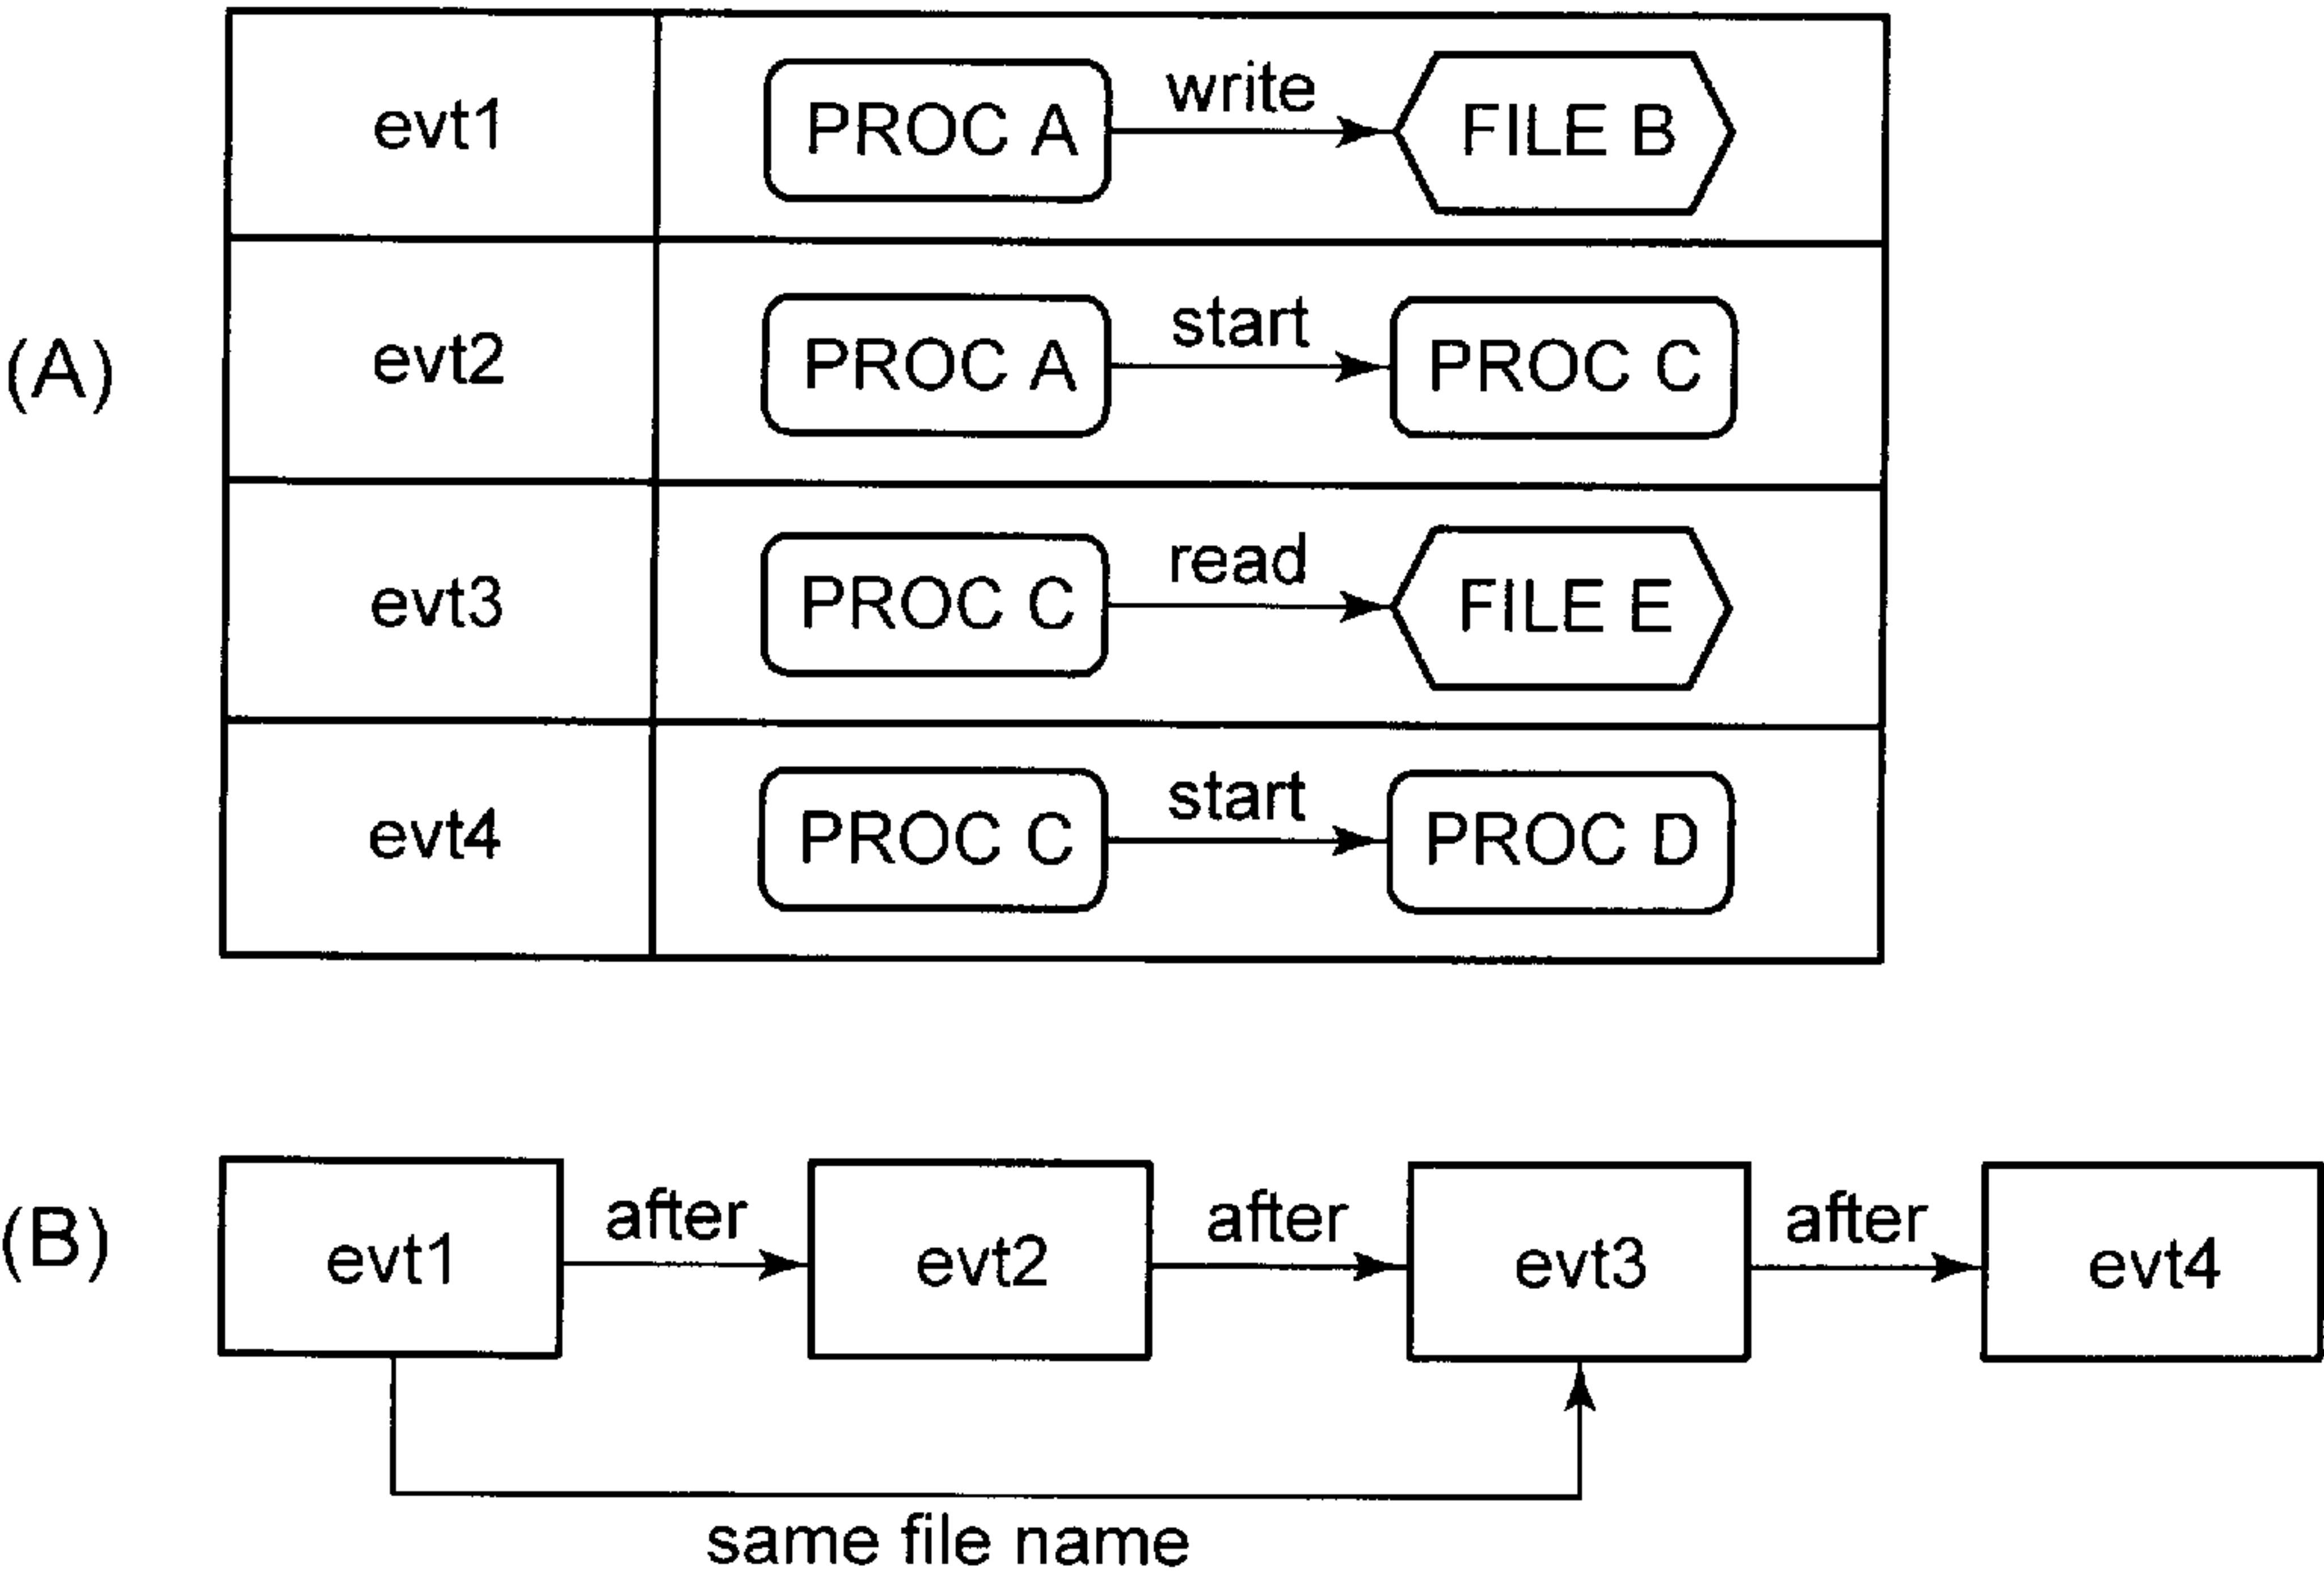 (A)
evt1 PROC A write FILE B
evt2 PROC A start PROC C
evt3 PROC C read FILE E
evt4 PROC C start PROC D
(B)
evt1 after evt2 after evt3 after evt4
same file name